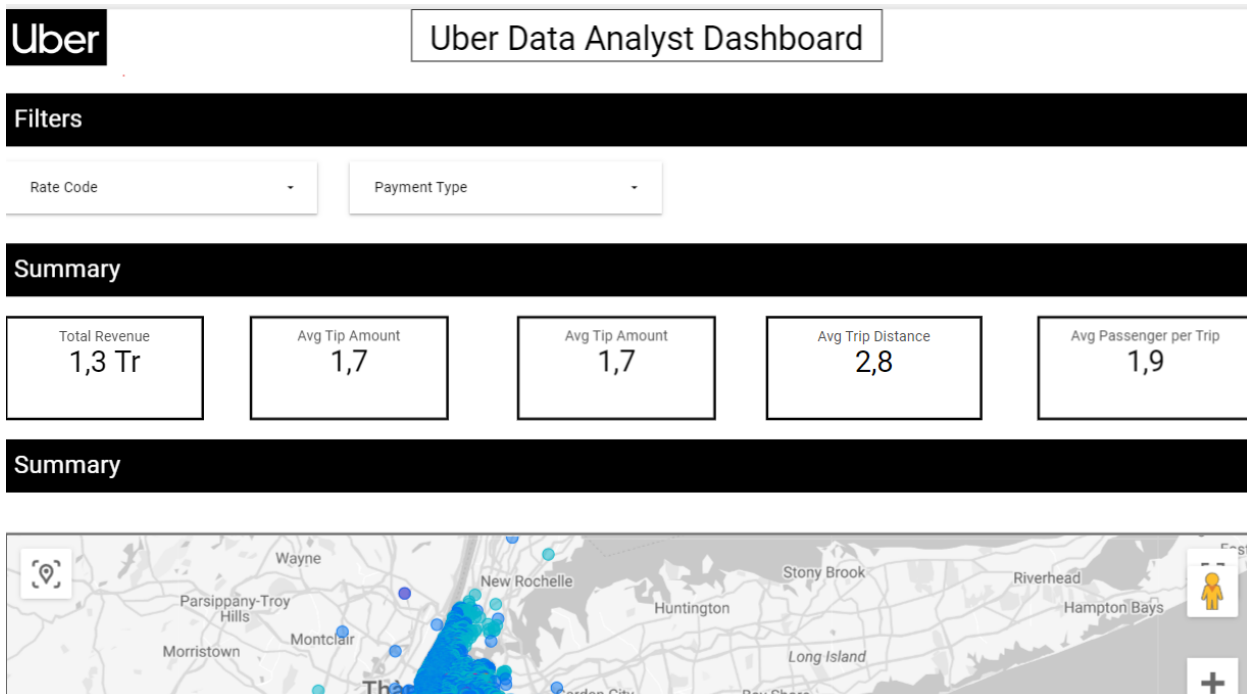 Uber
Uber Data Analyst Dashboard
Filters
Rate Code
Payment Type
Summary
Total Revenue
1,3 Tr
Avg Tip Amount
1,7
Avg Tip Amount
1,7
Avg Trip Distance
2,8
Avg Passenger per Trip
1,9
Summary
Wayne
New Rochelle
Stony Brook
Riverhead
Parsippany-Troy
Hills
Huntington
Hampton Bays
Montclair
Morristown
Long Island